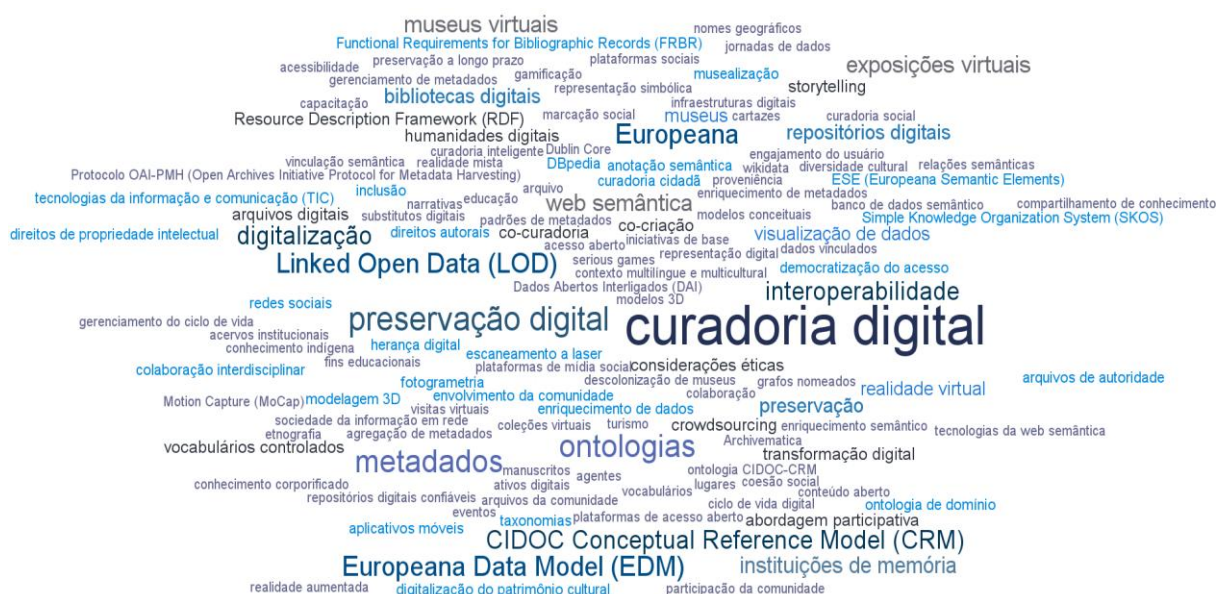 museus virtuais
nomes geográficos
Functional Requirements for Bibliographic Records (FRBR)
jornadas de dados
preservação a longo prazo
plataformas sociais
acessibilidade
exposições virtuais
gerenciamento de metadados
gamificação
musealização
bibliotecas digitais
representação simbólica
storytelling
capacitação
infraestruturas digitais
marcação social
museus
cartazes
curadoria social
Resource Description Framework (RDF)
humanidades digitais
Europeana
repositórios digitais
curadoria inteligente
Dublin Core
engajamento do usuário
vinculação semântica
realidade mista
DBpedia
anotação semântica
wikidata
diversidade cultural
relações semânticas
Protocolo OAI-PMH (Open Archives Initiative Protocol for Metadata Harvesting)
curadoria cidadã
proveniência
ESE (Europeana Semantic Elements)
tecnologias da informação e comunicação (TIC)
inclusão
narrativas
educação
arquivo
web semântica
enriquecimento de metadados
banco de dados semântico
compartilhamento de conhecimento
arquivos digitais
substitutos digitais
padrões de metadados
modelos conceituais
Simple Knowledge Organization System (SKOS)
direitos de propriedade intelectual
digitalização
direitos autorais
co-curadoria
co-criação
iniciativas de base
visualização de dados
acesso aberto
representação digital
dados vinculados
Linked Open Data (LOD)
serious games
contexto multilíngue e multicultural
democratização do acesso
Dados Abertos Interligados (DAI)
interoperabilidade
redes sociais
modelos 3D
gerenciamento do ciclo de vida
preservação digital
curadoria digital
acervos institucionais
conhecimento indígena
herança digital
escaneamento a laser
fins educacionais
plataformas de mídia social
considerações éticas
colaboração interdisciplinar
fotogrametria
descolonização de museus
grafos nomeados
realidade virtual
arquivos de autoridade
Motion Capture (MoCap)
modelagem 3D
envolvimento da comunidade
colaboração
visitas virtuais
enriquecimento de dados
preservação
sociedade da informação em rede
coleções virtuais
turismo
crowdsourcing
enriquecimento semântico
tecnologias da web semântica
etnografia
agregação de metadados
vocabulários controlados
ontologias
Archivematica
transformação digital
metadados
manuscritos
agentes
ontologia CIDOC-CRM
conhecimento corporificado
ativos digitais
vocabulários
lugares
coesão social
conteúdo aberto
repositórios digitais confiáveis
arquivos da comunidade
ciclo de vida digital
ontologia de domínio
eventos
aplicativos móveis
taxonomias
plataformas de acesso aberto
abordagem participativa
CIDOC Conceptual Reference Model (CRM)
Europeana Data Model (EDM)
instituições de memória
realidade aumentada
digitalização do patrimônio cultural
participação da comunidade